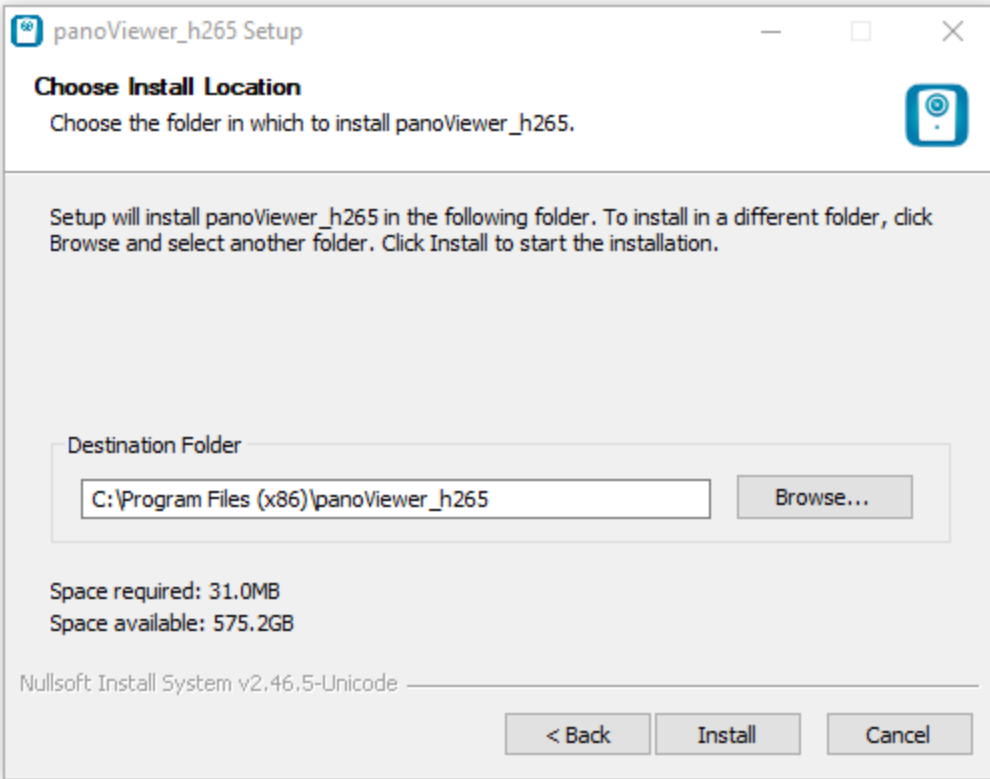 panoViewer_h265 Setup
Choose Install Location
Choose the folder in which to install panoViewer_h265.
Setup will install panoViewer_h265 in the following folder. To install in a different folder, click
Browse and select another folder. Click Install to start the installation.
Destination Folder
C:\Program Files (x86)\panoViewer_h265
Browse...
Space required: 31.0MB
Space available: 575.2GB
Nullsoft Install System v2.46.5-Unicode
< Back
Install
Cancel